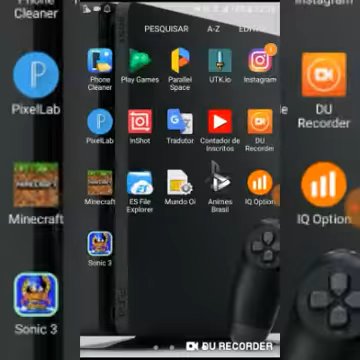 PESQUISAR A-Z
Phone Cleaner
Play Games
Parallel Space
UTK.io
Instagram
PixelLab
InShot
Tradutor
Contador de Inscritos
DU Recorder
Minecraft
ES File Explorer
Mundo Oi
Animes Brasil
IQ Option
Sonic 3
DU RECORDER
Cleaner
PixelLab
Minecraft
Sonic 3
Instagram
DU Recorder
IQ Option